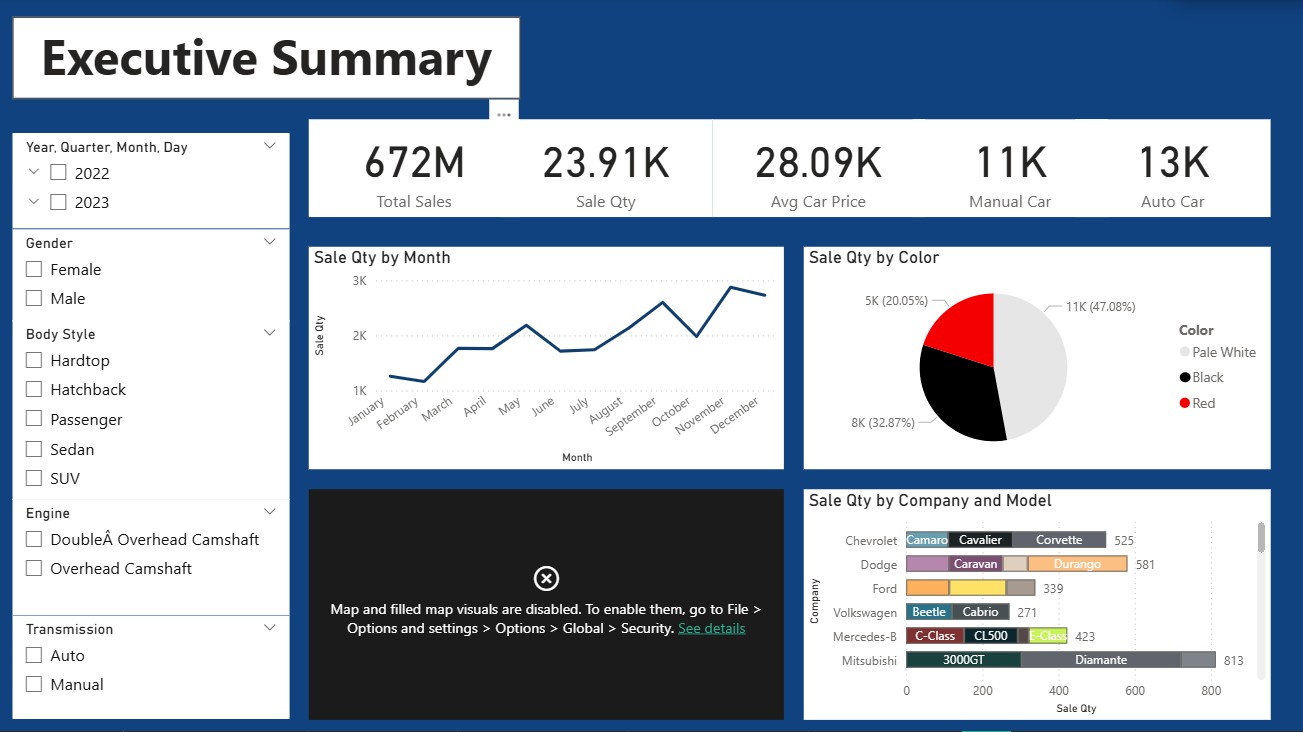 Executive Summary
...
Year, Quarter, Month, Day
2022
2023
Gender
Female
Male
Body Style
Hardtop
Hatchback
Passenger
Sedan
SUV
Engine
DoubleÂ Overhead Camshaft
Overhead Camshaft
Transmission
Auto
Manual
672M
Total Sales
23.91K
Sale Qty
28.09K
Avg Car Price
11K
Manual Car
13K
Auto Car
Sale Qty by Month
Sale Qty
3K
2K
1K
January
February
March
April
May
June
July
August
September
October
November
December
Month
Sale Qty by Color
5K (20.05%)
11K (47.08%)
8K (32.87%)
Color
Pale White
Black
Red
Map and filled map visuals are disabled. To enable them, go to File >
Options and settings > Options > Global > Security. See details
Sale Qty by Company and Model
Company
Chevrolet Camaro Cavalier Corvette 525
Dodge Caravan Durango 581
Ford 339
Volkswagen Beetle Cabrio 271
Mercedes-B C-Class CL500 E-Class 423
Mitsubishi 3000GT Diamante 813
0 200 400 600 800
Sale Qty